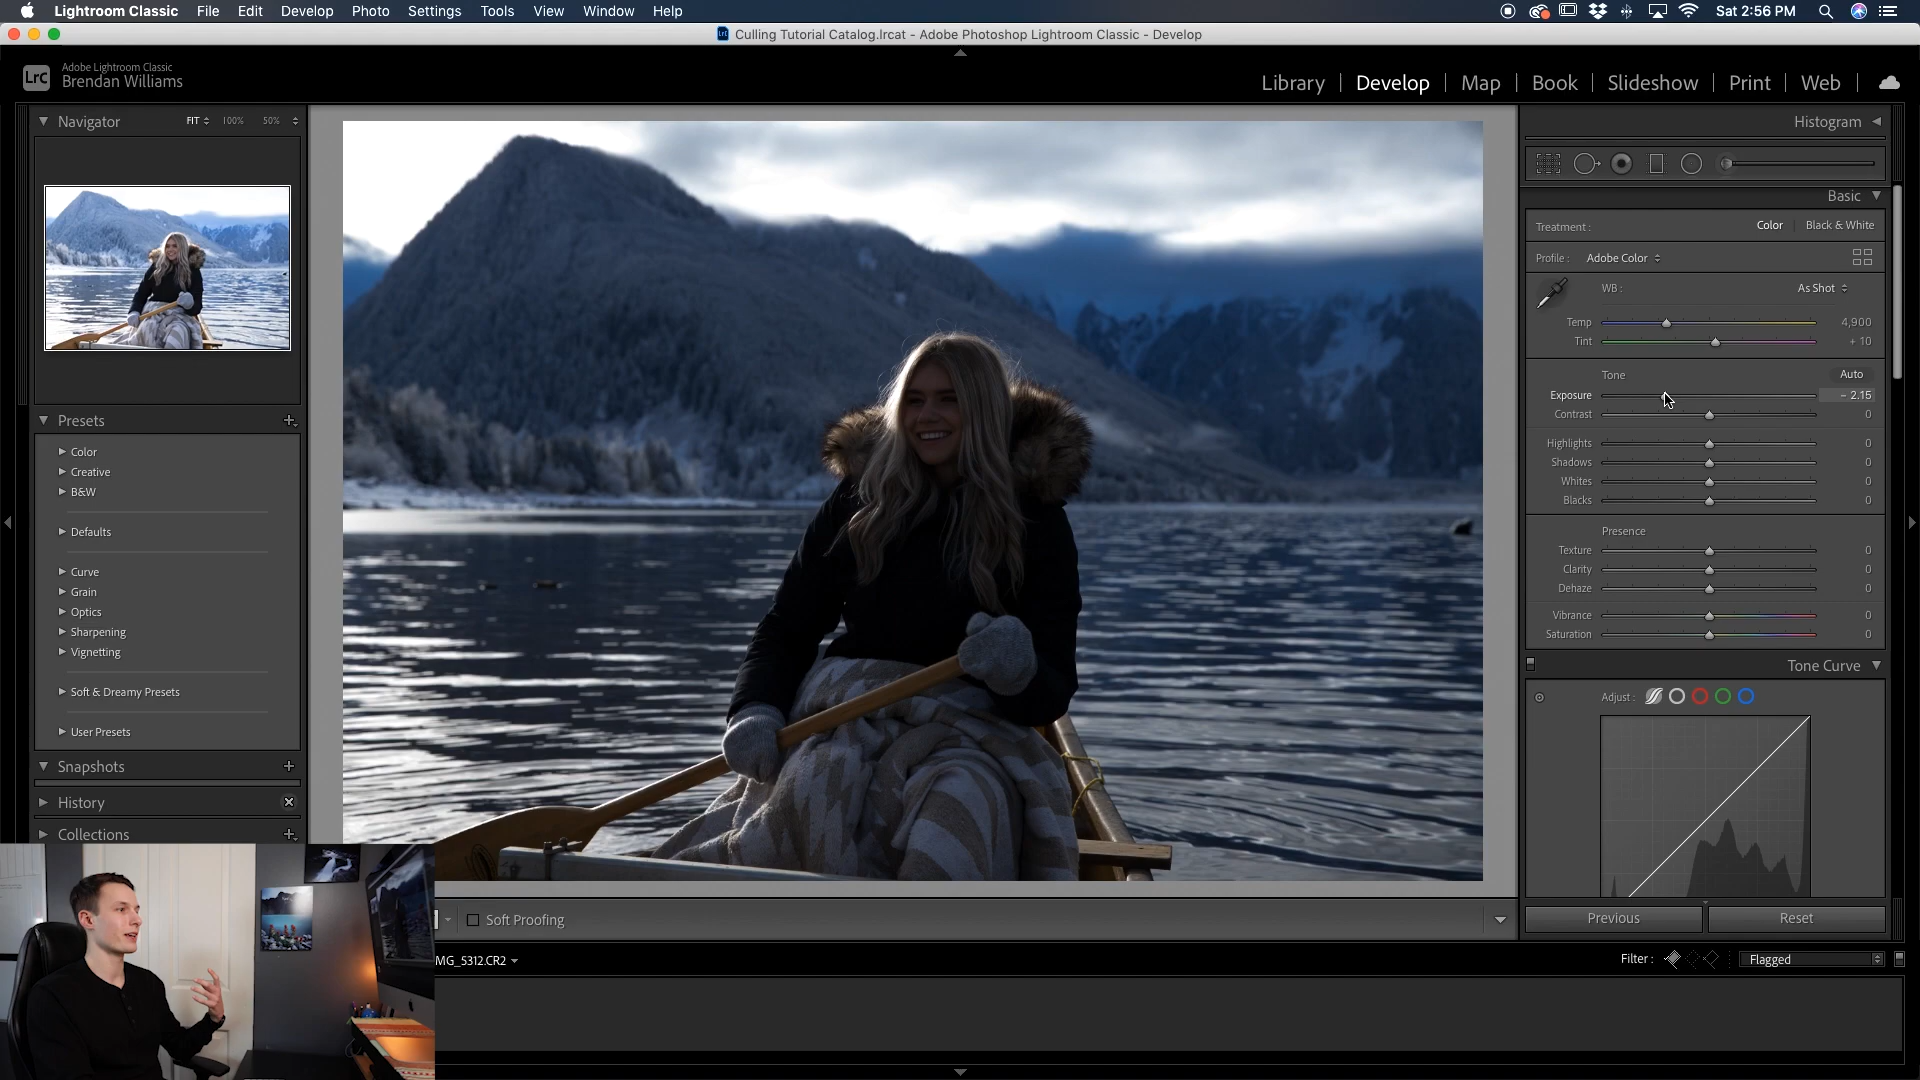 Lightroom Classic File Edit Develop Photo Settings Tools View Window Help Sat 2:56 PM
Culling Tutorial Catalog.lrcat - Adobe Photoshop Lightroom Classic - Develop
LrC Adobe Lightroom Classic
Brendan Williams
Library | Develop | Map | Book | Slideshow | Print | Web |
Navigator FIT 100% 50%
Presets
Color
Creative
B&W
Defaults
Curve
Grain
Optics
Sharpening
Vignetting
Soft & Dreamy Presets
User Presets
Snapshots
History
Collections
Soft Proofing
MG_5312.CR2
Filter : Flagged
Histogram
Basic
Treatment : Color | Black & White
Profile : Adobe Color
WB : As Shot
Temp 4,900
Tint + 10
Tone Auto
Exposure - 2.15
Contrast 0
Highlights 0
Shadows 0
Whites 0
Blacks 0
Presence
Texture 0
Clarity 0
Dehaze 0
Vibrance 0
Saturation 0
Tone Curve
Adjust :
Previous Reset